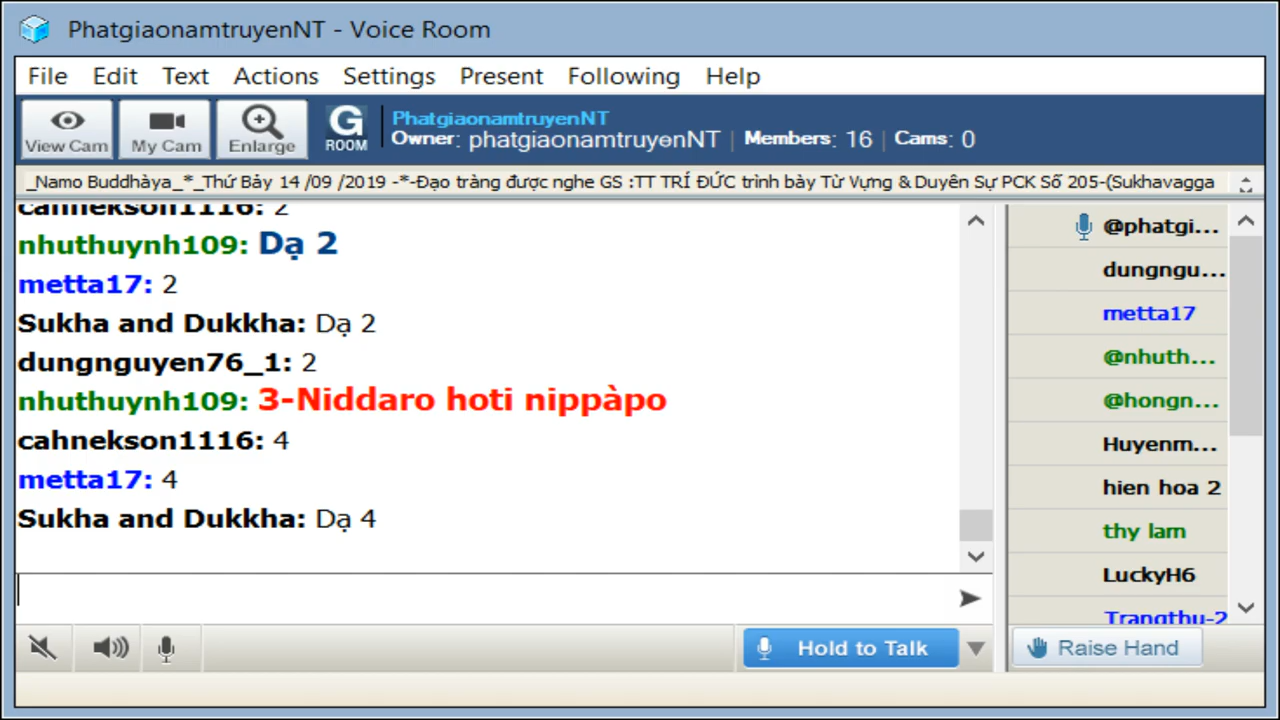 PhatgiaonamtruyenNT - Voice Room
File Edit Text Actions Settings Present Following Help
View Cam My Cam Enlarge G ROOM
PhatgiaonamtruyenNT
Owner: phatgiaonamtruyenNT | Members: 16 | Cams: 0
_Namo Buddhàya_*_Thứ Bảy 14 /09 /2019 -*-Đạo tràng được nghe GS :TT TRÍ ĐỨC trình bày Từ Vựng & Duyên Sự PCK Số 205-(Sukhavagga
cahnekson1116: 2
nhuthuynh109: Dạ 2
metta17: 2
Sukha and Dukkha: Dạ 2
dungnguyen76_1: 2
nhuthuynh109: 3-Niddaro hoti nippàpo
cahnekson1116: 4
metta17: 4
Sukha and Dukkha: Dạ 4
@phatgi...
dungngu...
metta17
@nhuth...
@hongn...
Huyenm...
hien hoa 2
thy lam
LuckyH6
Trangthu-2
Hold to Talk
Raise Hand